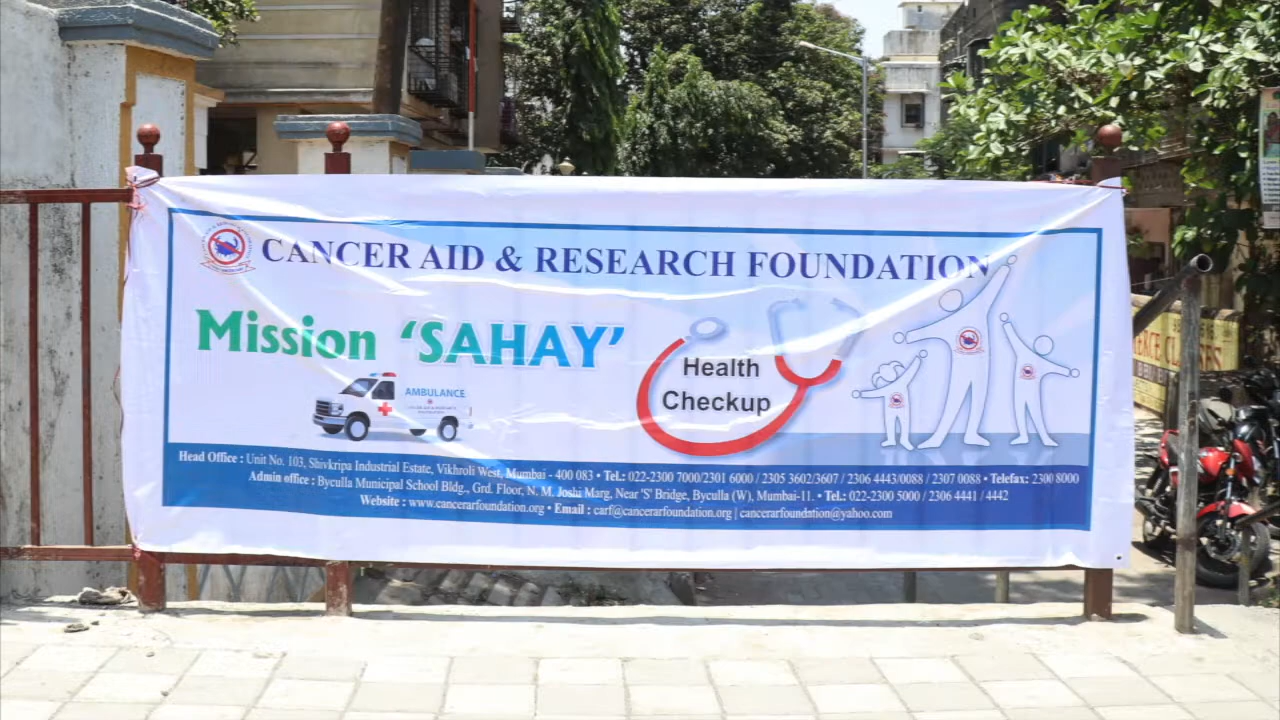 CANCER AID & RESEARCH FOUNDATION
Mission ‘SAHAY’
Health
Checkup
AMBULANCE
Head Office : Unit No. 103, Shivkripa Industrial Estate, Vikhroli West, Mumbai - 400 083 • Tel.: 022-2300 7000/2301 6000 / 2305 3602/3607 / 2306 4443/0088 / 2307 0088 • Telefax: 2300 8000
Admin office : Byculla Municipal School Bldg., Grd. Floor, N. M. Joshi Marg, Near 'S' Bridge, Byculla (W), Mumbai-11. • Tel.: 022-2300 5000 / 2306 4441 / 4442
Website : www.cancerarfoundation.org • Email : carf@cancerarfoundation.org | cancerarfoundation@yahoo.com